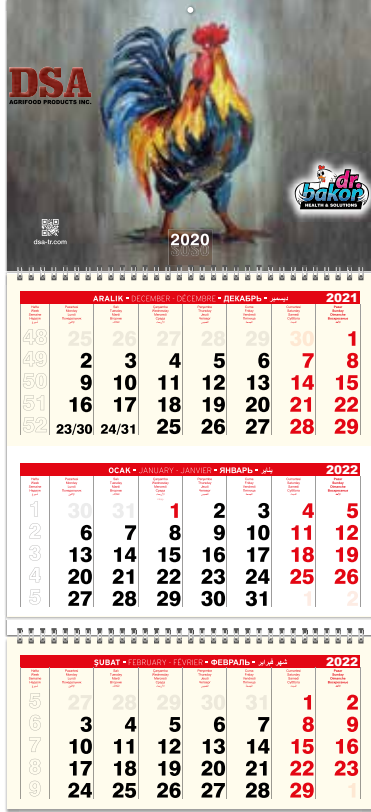 DSA
AGRIFOOD PRODUCTS INC.
dr.
bakon
HEALTH & SOLUTIONS
dsa-tr.com
2020
ARALIK - DECEMBER - DÉCEMBRE - ДЕКАБРЬ - ديسمبر 2021
48 25 26 27 28 29 30 1
49 2 3 4 5 6 7 8
50 9 10 11 12 13 14 15
51 16 17 18 19 20 21 22
52 23/30 24/31 25 26 27 28 29
OCAK - JANUARY - JANVIER - ЯНВАРЬ - يناير 2022
1 30 31 1 2 3 4 5
2 6 7 8 9 10 11 12
3 13 14 15 16 17 18 19
4 20 21 22 23 24 25 26
5 27 28 29 30 31 1 2
ŞUBAT - FEBRUARY - FÉVRIER - ФЕВРАЛЬ - شهر فبراير 2022
5 27 28 29 30 31 1 2
6 3 4 5 6 7 8 9
7 10 11 12 13 14 15 16
8 17 18 19 20 21 22 23
9 24 25 26 27 28 29 1